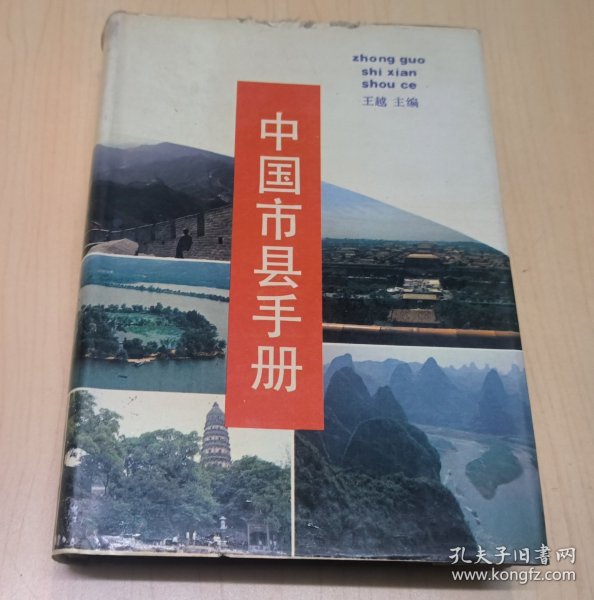 zhong guo
shi xian
shou ce
王越 主编
中国市县手册
孔夫子旧書网
www.kongfz.com